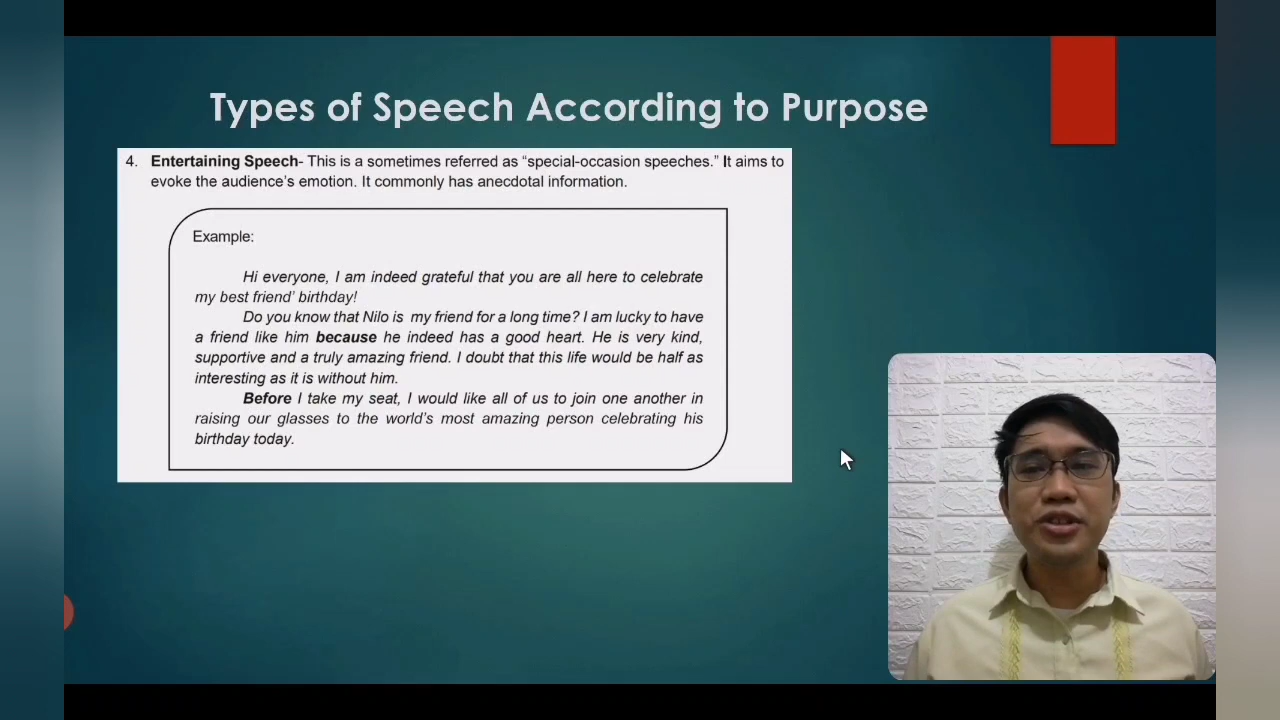 Types of Speech According to Purpose
4. Entertaining Speech- This is a sometimes referred as “special-occasion speeches.” It aims to
evoke the audience’s emotion. It commonly has anecdotal information.
Example:
Hi everyone, I am indeed grateful that you are all here to celebrate
my best friend’ birthday!
Do you know that Nilo is my friend for a long time? I am lucky to have
a friend like him because he indeed has a good heart. He is very kind,
supportive and a truly amazing friend. I doubt that this life would be half as
interesting as it is without him.
Before I take my seat, I would like all of us to join one another in
raising our glasses to the world’s most amazing person celebrating his
birthday today.